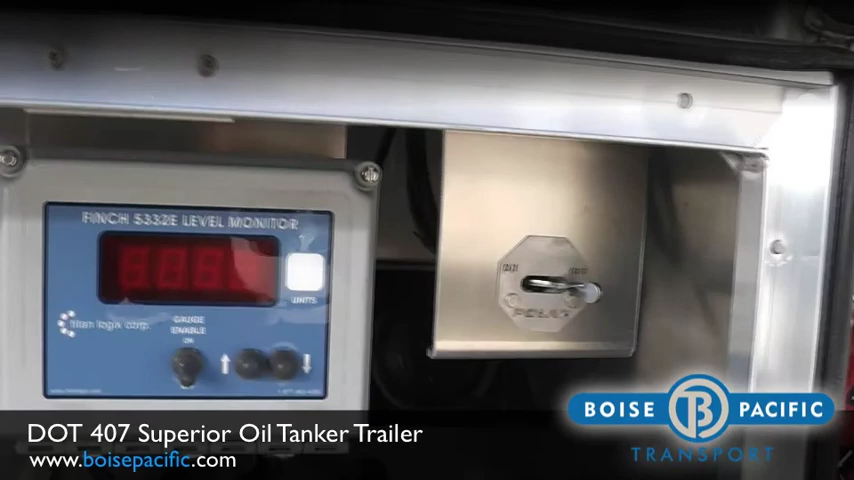 FINCH 5332E LEVEL MONITOR
UNITS
titan logix corp.
GAUGE
ENABLE
ON
DOT 407 Superior Oil Tanker Trailer
www.boisepacific.com
BOISE TB PACIFIC
TRANSPORT